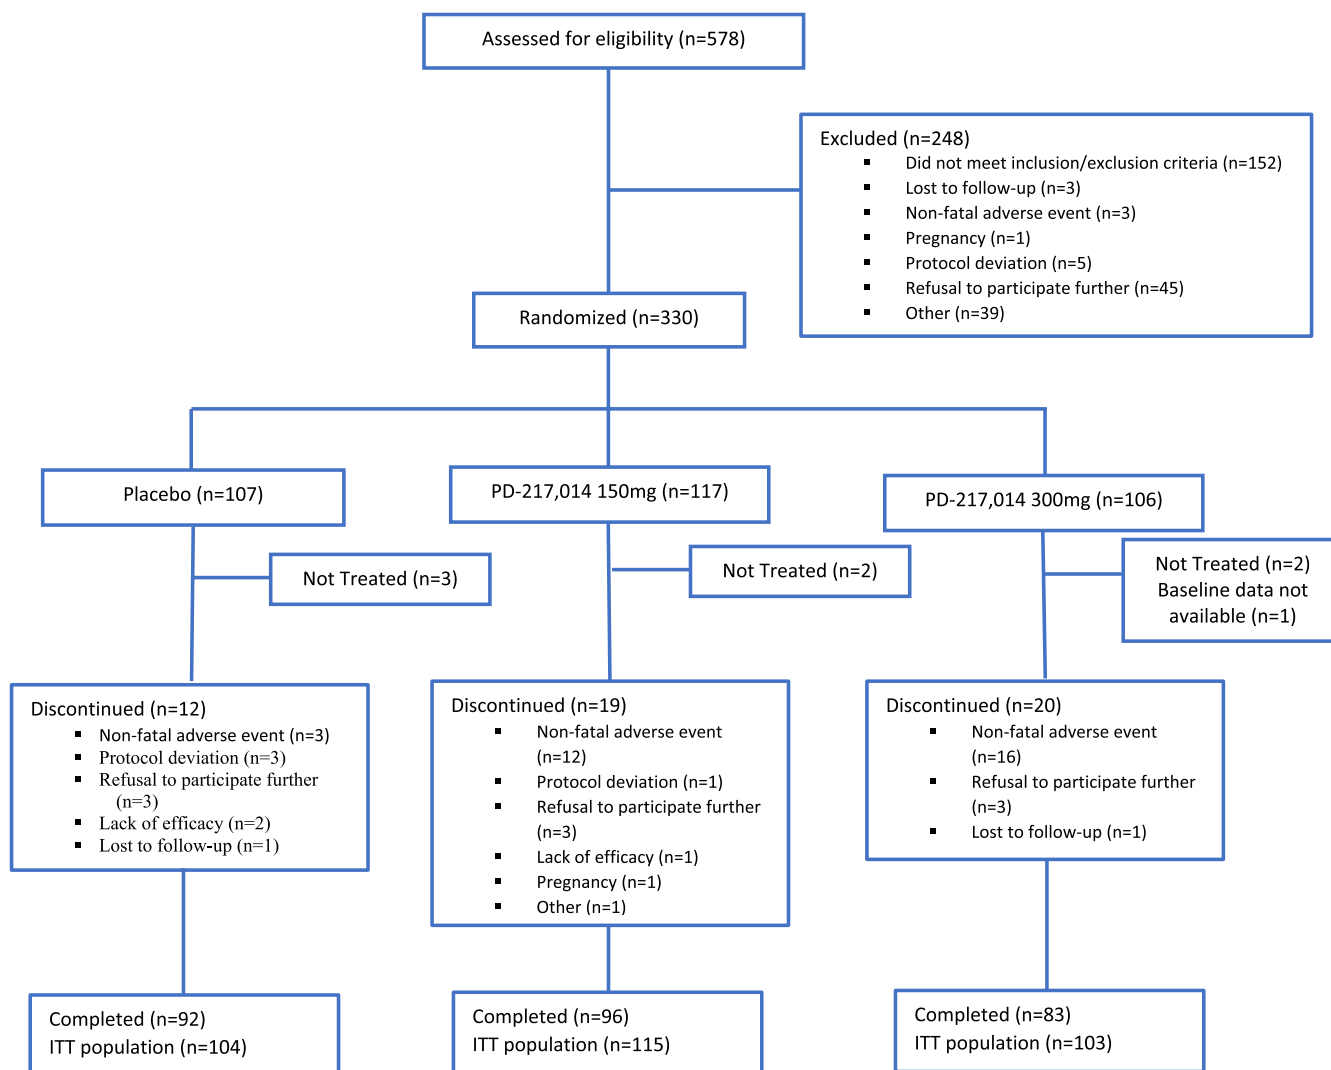 Assessed for eligibility (n=578)
Excluded (n=248)
▪ Did not meet inclusion/exclusion criteria (n=152)
▪ Lost to follow-up (n=3)
▪ Non-fatal adverse event (n=3)
▪ Pregnancy (n=1)
▪ Protocol deviation (n=5)
▪ Refusal to participate further (n=45)
▪ Other (n=39)
Randomized (n=330)
Placebo (n=107)
PD-217,014 150mg (n=117)
PD-217,014 300mg (n=106)
Not Treated (n=3)
Not Treated (n=2)
Not Treated (n=2)
Baseline data not
available (n=1)
Discontinued (n=12)
▪ Non-fatal adverse event (n=3)
▪ Protocol deviation (n=3)
▪ Refusal to participate further
(n=3)
▪ Lack of efficacy (n=2)
▪ Lost to follow-up (n=1)
Discontinued (n=19)
▪ Non-fatal adverse event
(n=12)
▪ Protocol deviation (n=1)
▪ Refusal to participate further
(n=3)
▪ Lack of efficacy (n=1)
▪ Pregnancy (n=1)
▪ Other (n=1)
Discontinued (n=20)
▪ Non-fatal adverse event
(n=16)
▪ Refusal to participate further
(n=3)
▪ Lost to follow-up (n=1)
Completed (n=92)
ITT population (n=104)
Completed (n=96)
ITT population (n=115)
Completed (n=83)
ITT population (n=103)